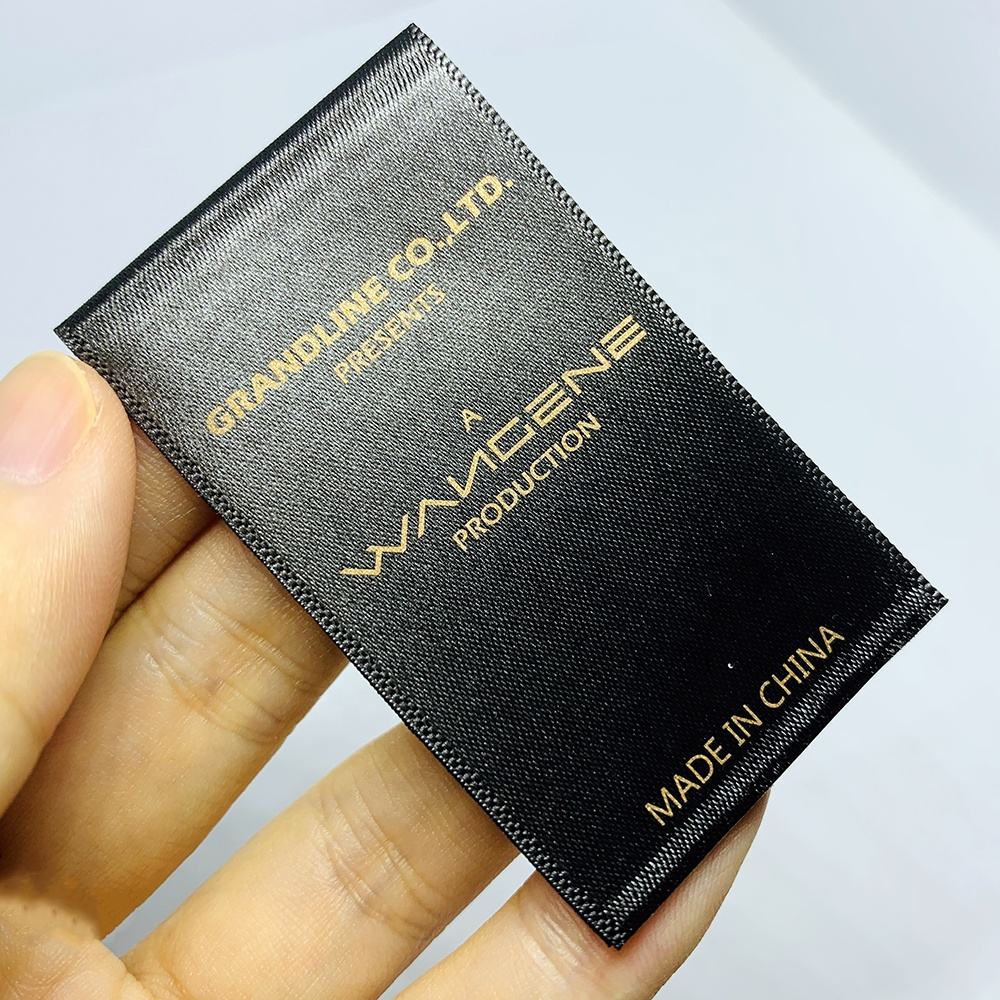 GRANDLINE CO.,LTD.
PRESENTS
A
WANGENE
PRODUCTION
MADE IN CHINA